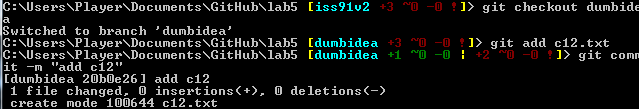 C:\Users\Player\Documents\GitHub\lab5 [iss91v2 +3 ~0 -0 !]> git checkout dumbide
a
Switched to branch 'dumbidea'
C:\Users\Player\Documents\GitHub\lab5 [dumbidea +3 ~0 -0 !]> git add c12.txt
C:\Users\Player\Documents\GitHub\lab5 [dumbidea +1 ~0 -0 | +2 ~0 -0 !]> git comm
it -m "add c12"
[dumbidea 20b0e26] add c12
 1 file changed, 0 insertions(+), 0 deletions(-)
 create mode 100644 c12.txt